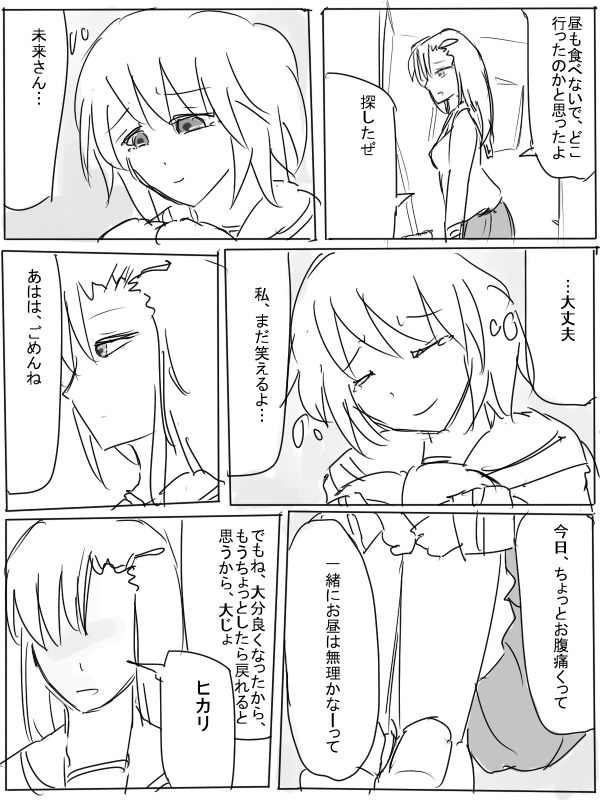 昼も食べないで、どこ
行ったのかと思ったよ
探したぜ
未来さん…
…大丈夫
私、まだ笑えるよ…
あはは、ごめんね
今日、ちょっとお腹痛くって
一緒にお昼は無理かなーって
でもね、大分良くなったから、
もうちょっとしたら戻れると
思うから、大じょ
ヒカリ